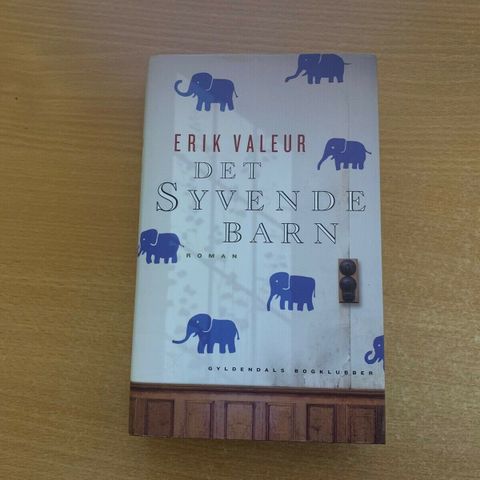 ERIK VALEUR
DET
SYVENDE
BARN
ROMAN
GYLDENDALS BOGKLUBBER